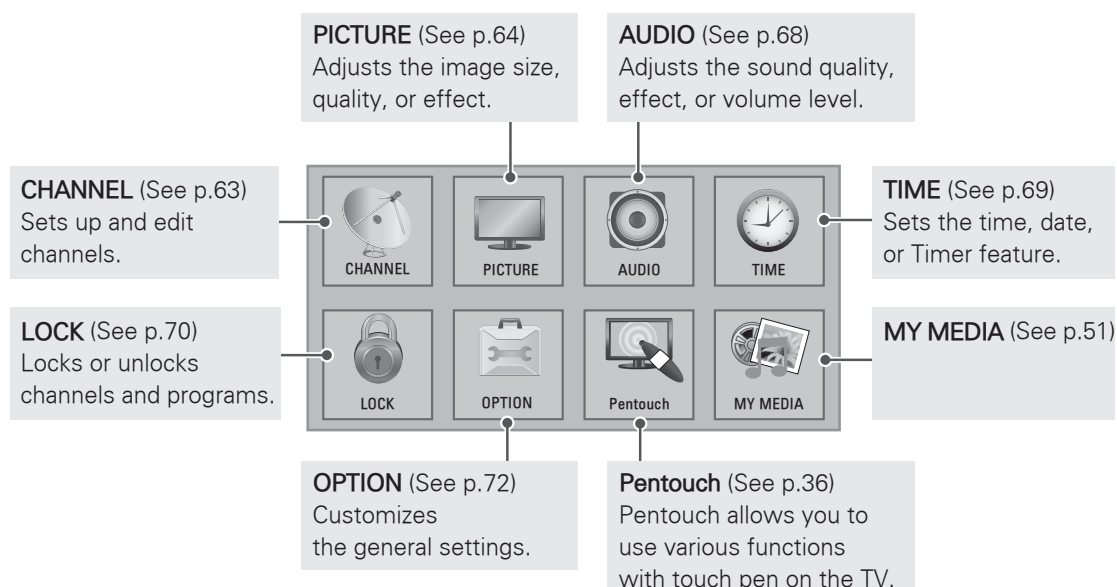 PICTURE (See p.64)
Adjusts the image size,
quality, or effect.
AUDIO (See p.68)
Adjusts the sound quality,
effect, or volume level.
CHANNEL (See p.63)
Sets up and edit
channels.
CHANNEL
PICTURE
AUDIO
TIME
TIME (See p.69)
Sets the time, date,
or Timer feature.
LOCK (See p.70)
Locks or unlocks
channels and programs.
LOCK
OPTION
Pentouch
MY MEDIA
MY MEDIA (See p.51)
OPTION (See p.72)
Customizes
the general settings.
Pentouch (See p.36)
Pentouch allows you to
use various functions
with touch pen on the TV.